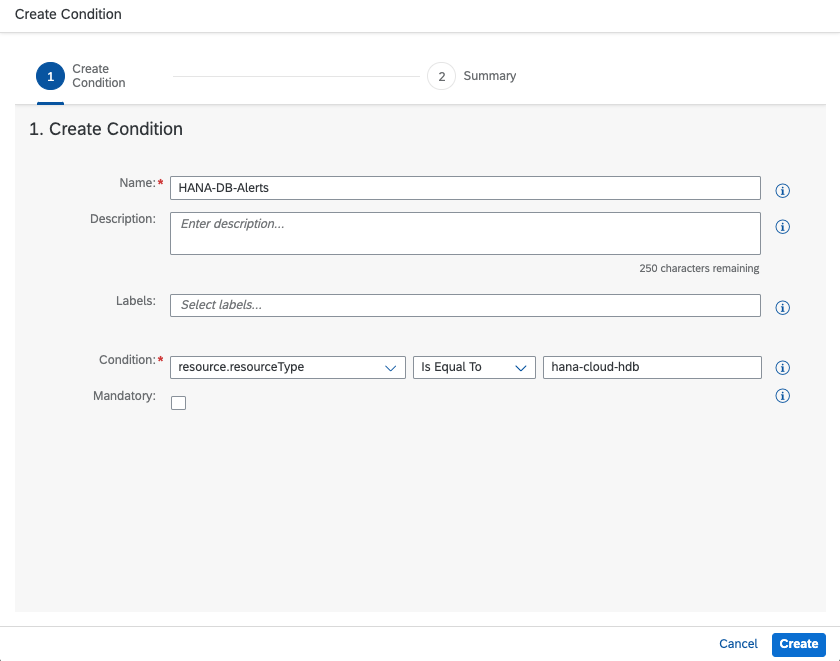 Create Condition
1
Create
Condition
2
Summary
1. Create Condition
Name:*
HANA-DB-Alerts
Description:
Enter description...
250 characters remaining
Labels:
Select labels...
Condition:*
resource.resourceType
Is Equal To
hana-cloud-hdb
Mandatory:
Cancel
Create